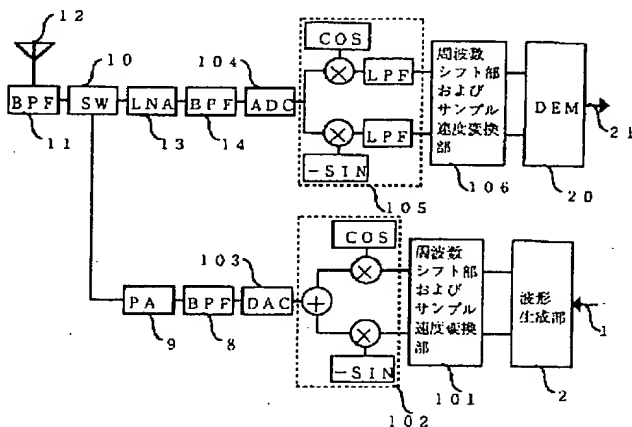 12
10
104
COS
BPF
SW
LNA
BPF
ADC
LPF
LPF
周波数
シフト部
および
サンプル
速度変換
部
DEM
21
11
13
14
-SIN
105
106
20
103
COS
周波数
シフト部
および
サンプル
速度変換
部
波形
生成部
1
PA
BPF
DAC
9
8
-SIN
102
101
2